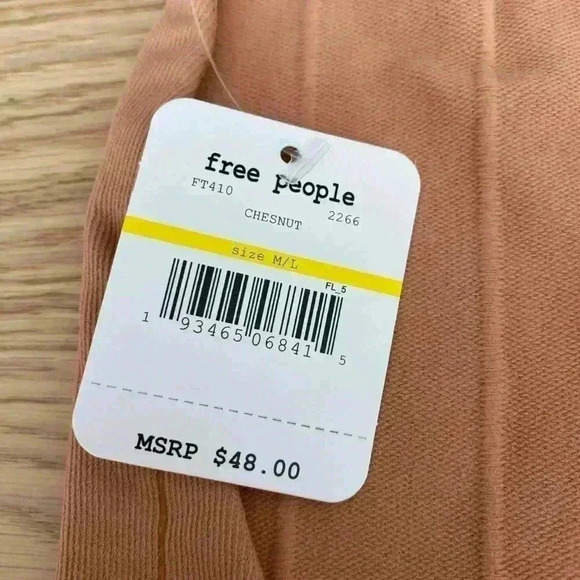 free people
FT410
CHESNUT
2266
size M/L
FL_5
1 93465 06841 5
MSRP $48.00